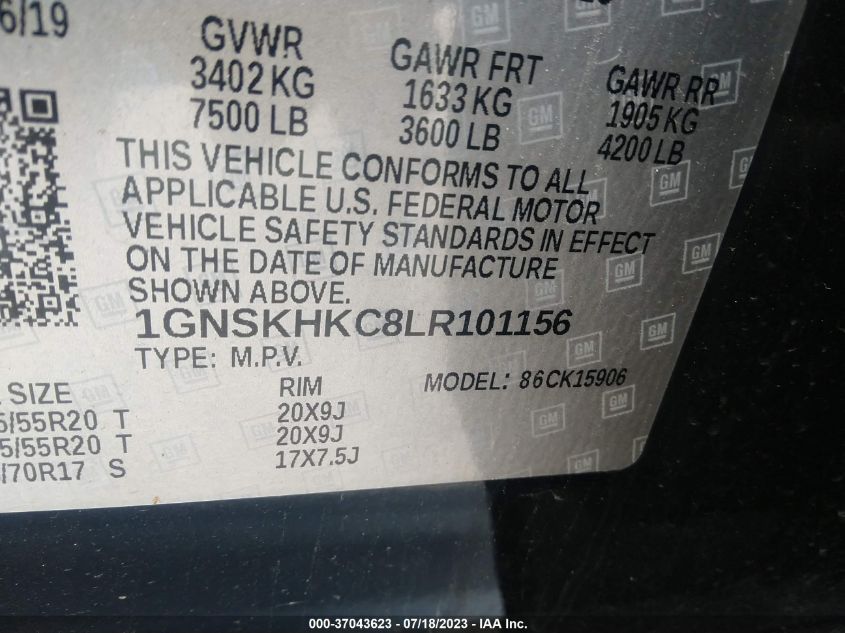 6/19
GVWR
3402 KG
7500 LB
GAWR FRT
1633 KG
3600 LB
GAWR RR
1905 KG
4200 LB
THIS VEHICLE CONFORMS TO ALL
APPLICABLE U.S. FEDERAL MOTOR
VEHICLE SAFETY STANDARDS IN EFFECT
ON THE DATE OF MANUFACTURE
SHOWN ABOVE.
1GNSKHKC8LR101156
TYPE: M.P.V.
MODEL: 86CK15906
SIZE RIM
5/55R20 T 20X9J
5/55R20 T 20X9J
/70R17 S 17X7.5J
GM
000-37043623 - 07/18/2023 - IAA Inc.